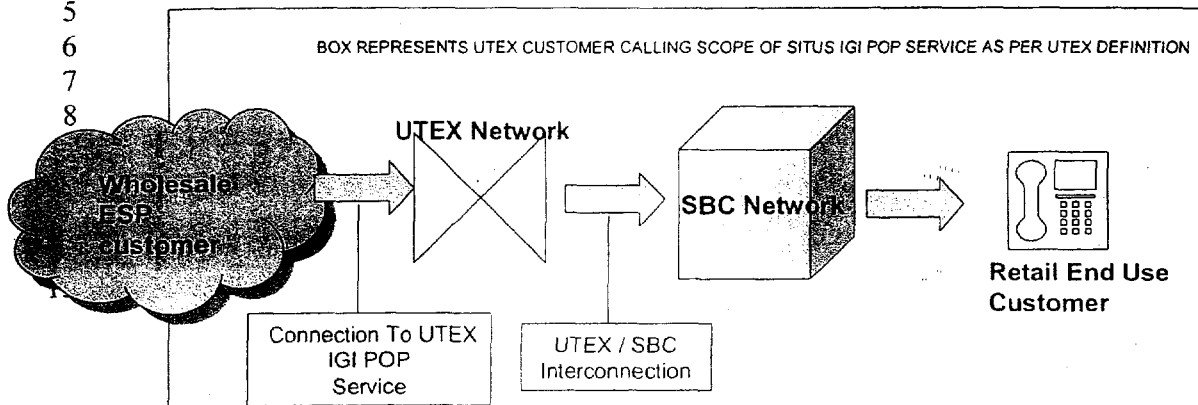 5
6
BOX REPRESENTS UTEX CUSTOMER CALLING SCOPE OF SITUS IGI POP SERVICE AS PER UTEX DEFINITION
7
8
UTEX Network
Wholesale
ESP
customer
SBC Network
Retail End Use
Customer
Connection To UTEX
IGI POP
Service
UTEX / SBC
Interconnection